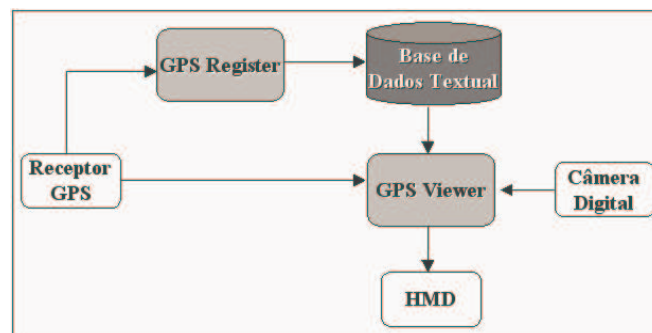 GPS Register
Base de
Dados Textual
Receptor
GPS
GPS Viewer
Câmera
Digital
HMD